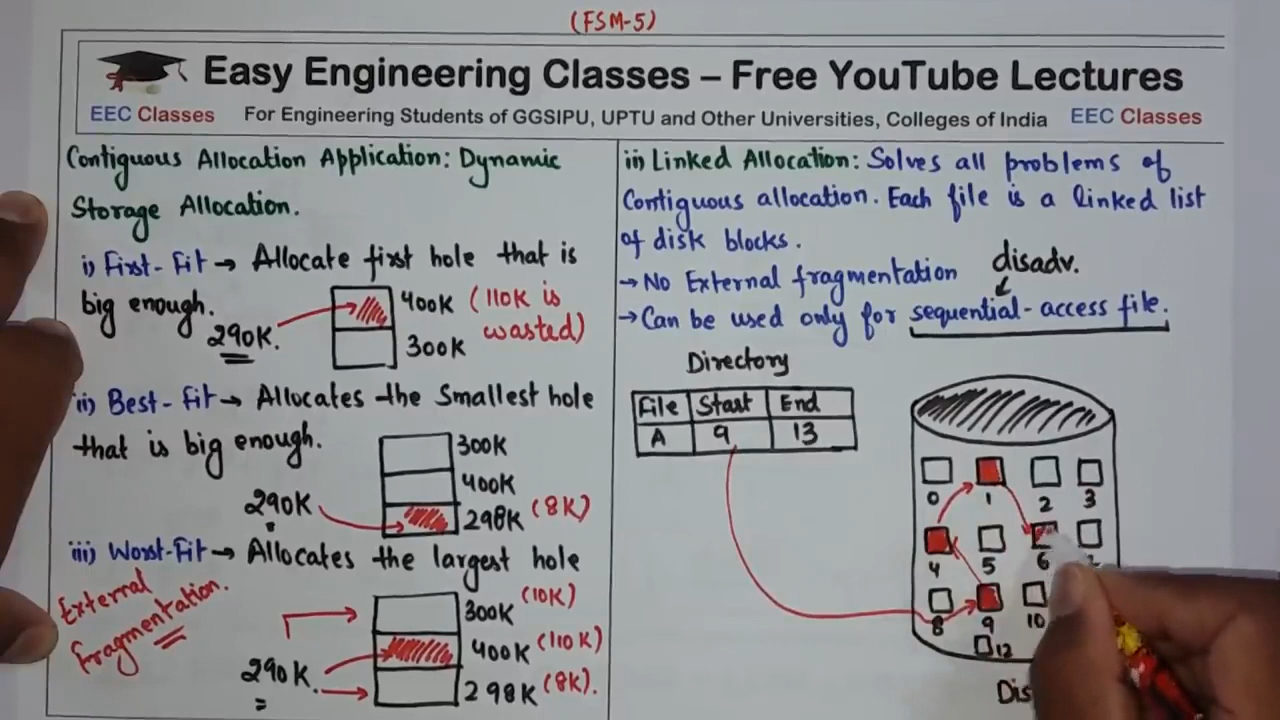 (FSM-5)
Easy Engineering Classes – Free YouTube Lectures
EEC Classes For Engineering Students of GGSIPU, UPTU and Other Universities, Colleges of India EEC Classes
Contiguous Allocation Application: Dynamic
Storage Allocation.
i) First-Fit → Allocate first hole that is
big enough.
290K.
400K (110K is
wasted)
300K
ii) Best-Fit → Allocates the Smallest hole
that is big enough.
300K
400K
290K
298K (8K)
iii) Worst-Fit → Allocates the largest hole
External
fragmentation.
300K (10K)
400K (110K)
290K.
298K (8K).
ii) Linked Allocation: Solves all problems of
Contiguous allocation. Each file is a linked list
of disk blocks.
→ No External fragmentation
disadv.
→ Can be used only for sequential-access file.
Directory
File Start End
A 9 13
0 1 2 3
4 5 6
8 9 10
12